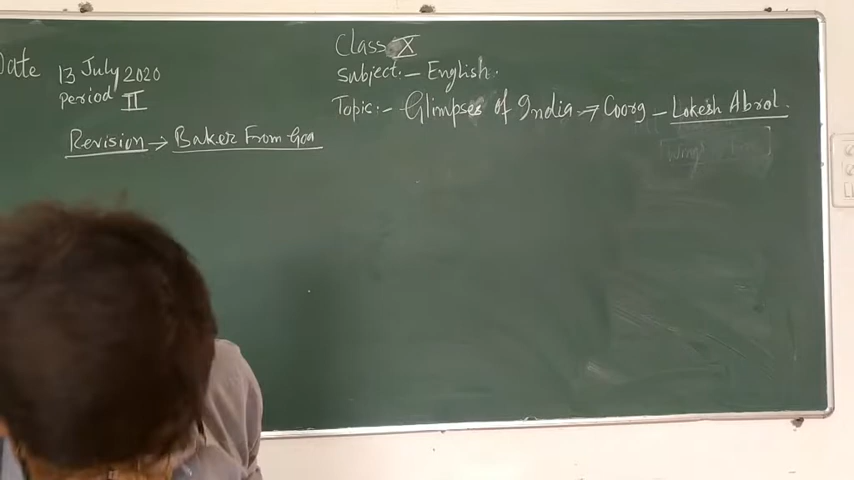 Date 13 July 2020
Period II
Class X
Subject:- English.
Topic:- Glimpses of India → Coorg - Lokesh Abrol.
Revision → Baker From Goa